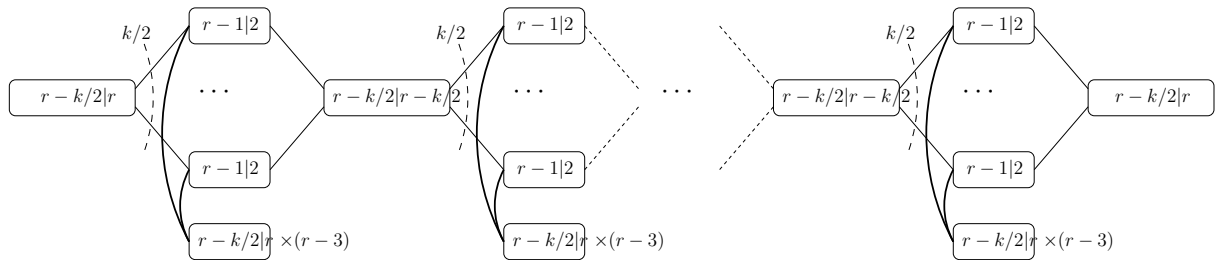 r − 1|2
r − 1|2
r − 1|2
k/2
k/2
k/2
r − k/2|r
· · ·
r − k/2|r − k/2
· · ·
· · ·
r − k/2|r − k/2
· · ·
r − k/2|r
r − 1|2
r − 1|2
r − 1|2
r − k/2|r ×(r − 3)
r − k/2|r ×(r − 3)
r − k/2|r ×(r − 3)